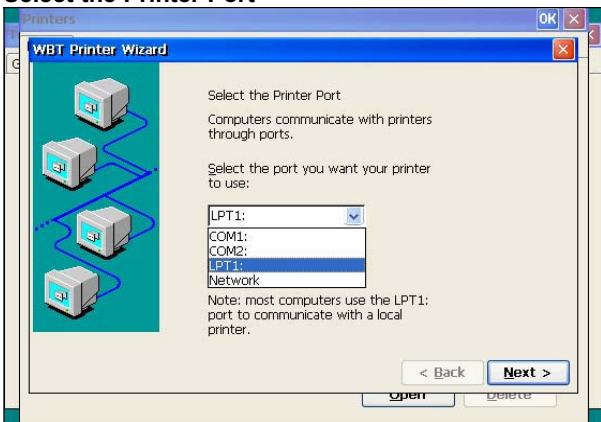 Select the Printer Port
Printers
OK
WBT Printer Wizard
Select the Printer Port
Computers communicate with printers
through ports.
Select the port you want your printer
to use:
LPT1:
COM1:
COM2:
LPT1:
Network
Note: most computers use the LPT1:
port to communicate with a local
printer.
< Back
Next >
Open
Delete